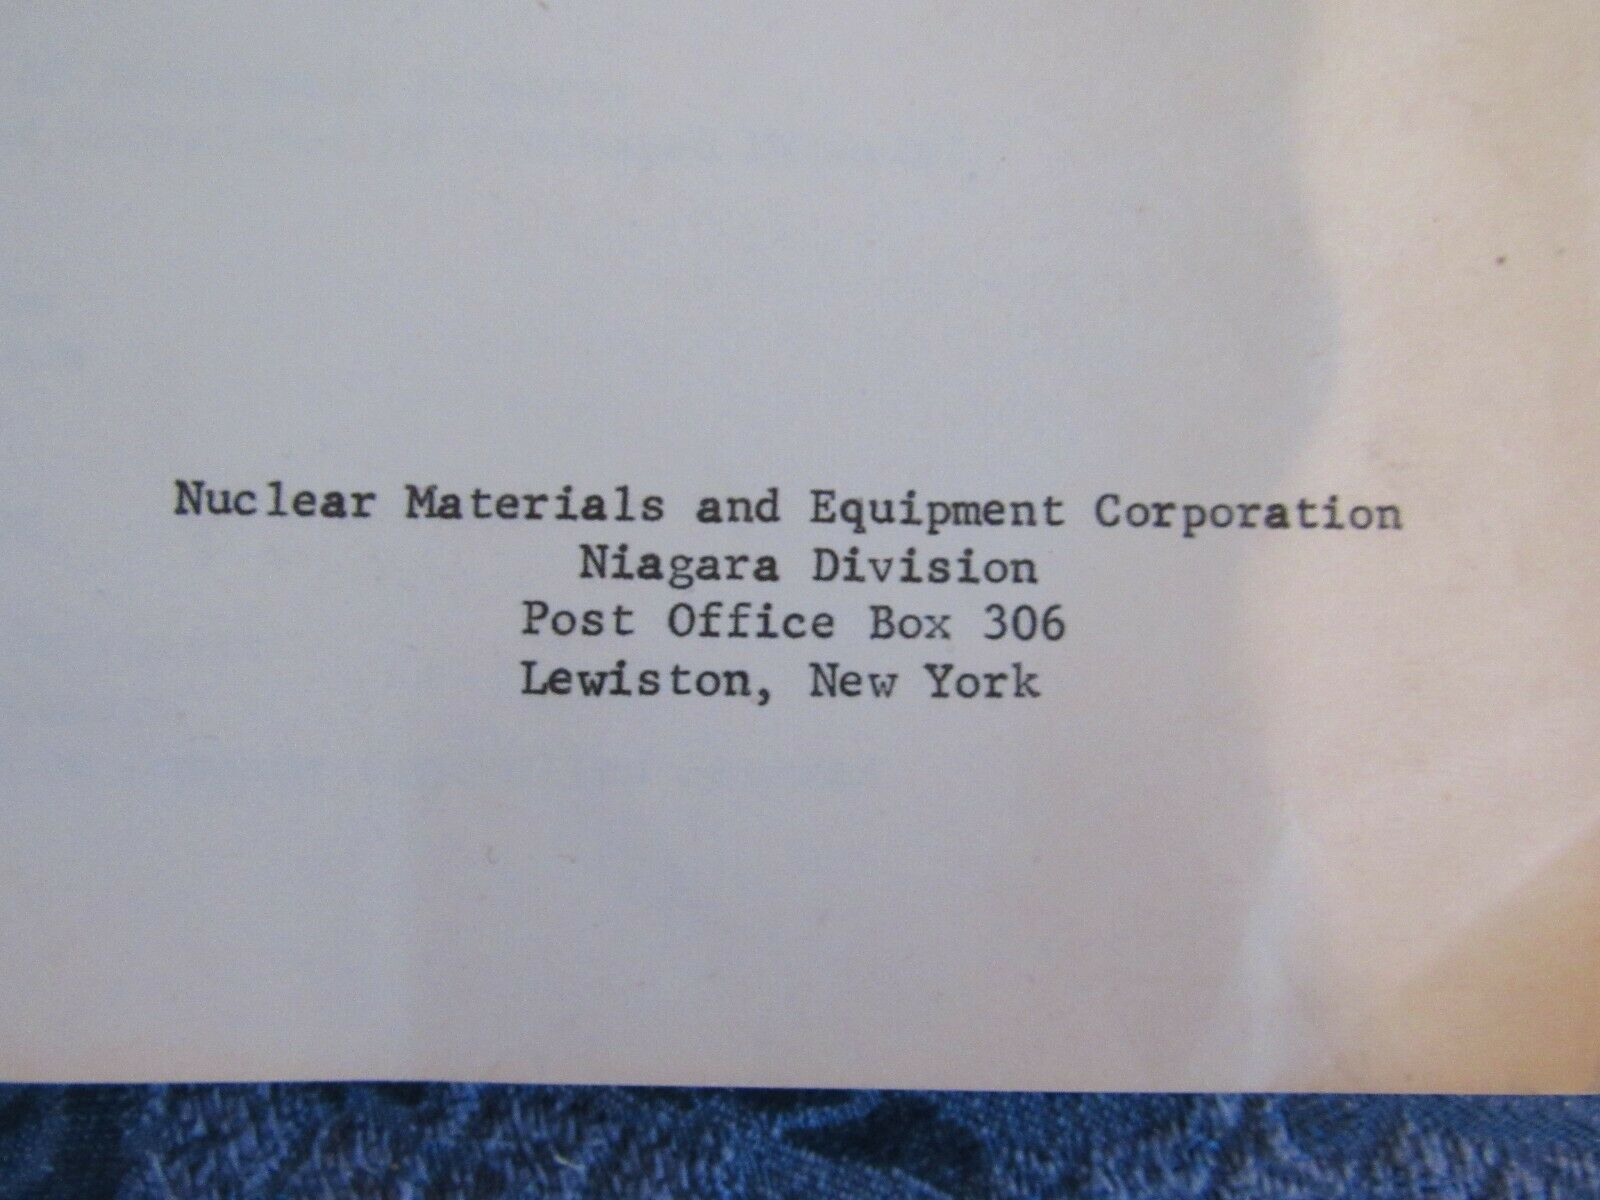 Nuclear Materials and Equipment Corporation
Niagara Division
Post Office Box 306
Lewiston, New York